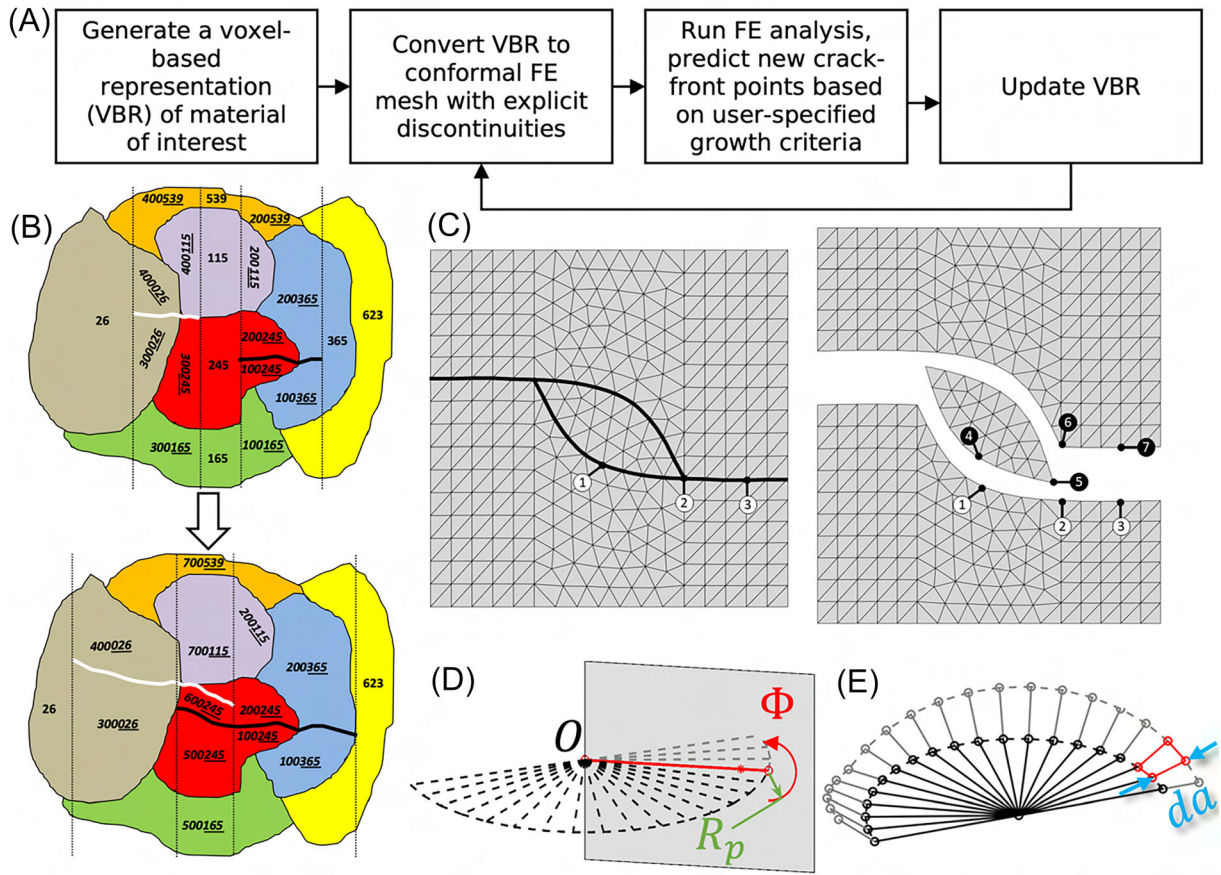 (A)
Generate a voxel-
based
representation
(VBR) of material
of interest
Convert VBR to
conformal FE
mesh with explicit
discontinuities
Run FE analysis,
predict new crack-
front points based
on user-specified
growth criteria
Update VBR
(B)
400539
539
200539
400115
115
200115
400026
26
300026
200365
365
623
200245
300245
245
100245
100365
300165
165
100165
700539
400026
700115
200115
200365
623
26
600245
200245
300026
100245
500245
100365
500165
(C)
1
2
3
4
5
6
7
1
2
3
(D)
O
Φ
R_p
(E)
da